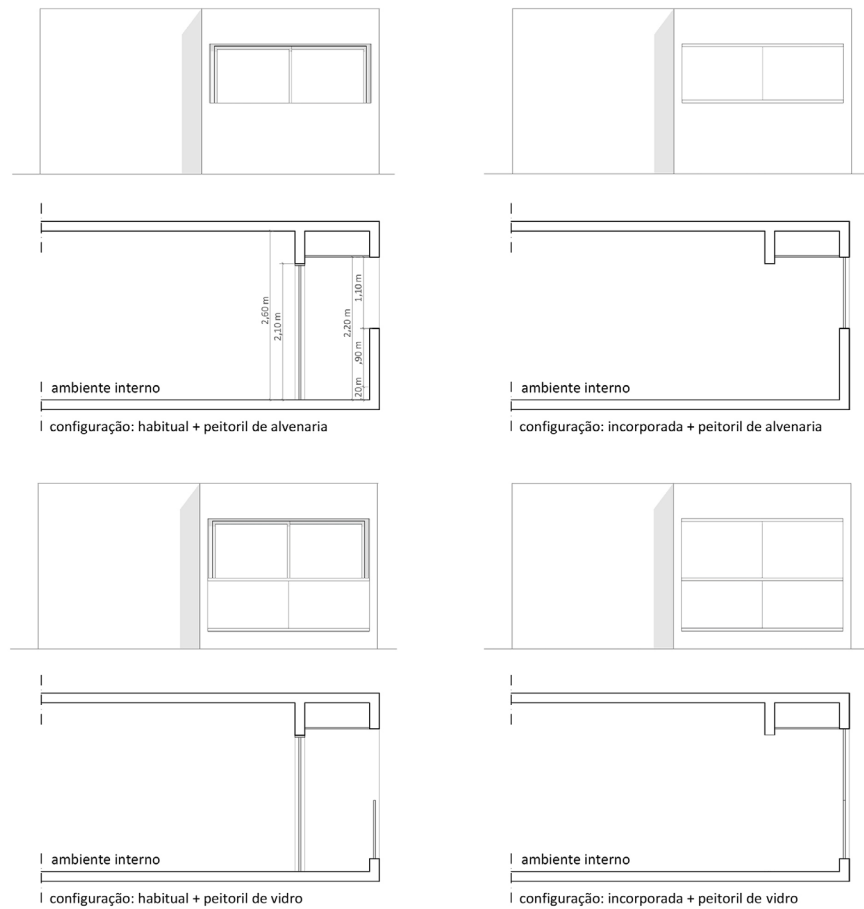 2,60 m
2,10 m
2,20 m
1,10 m
,90 m
,20 m
ambiente interno
configuração: habitual + peitoril de alvenaria
ambiente interno
configuração: incorporada + peitoril de alvenaria
ambiente interno
configuração: habitual + peitoril de vidro
ambiente interno
configuração: incorporada + peitoril de vidro